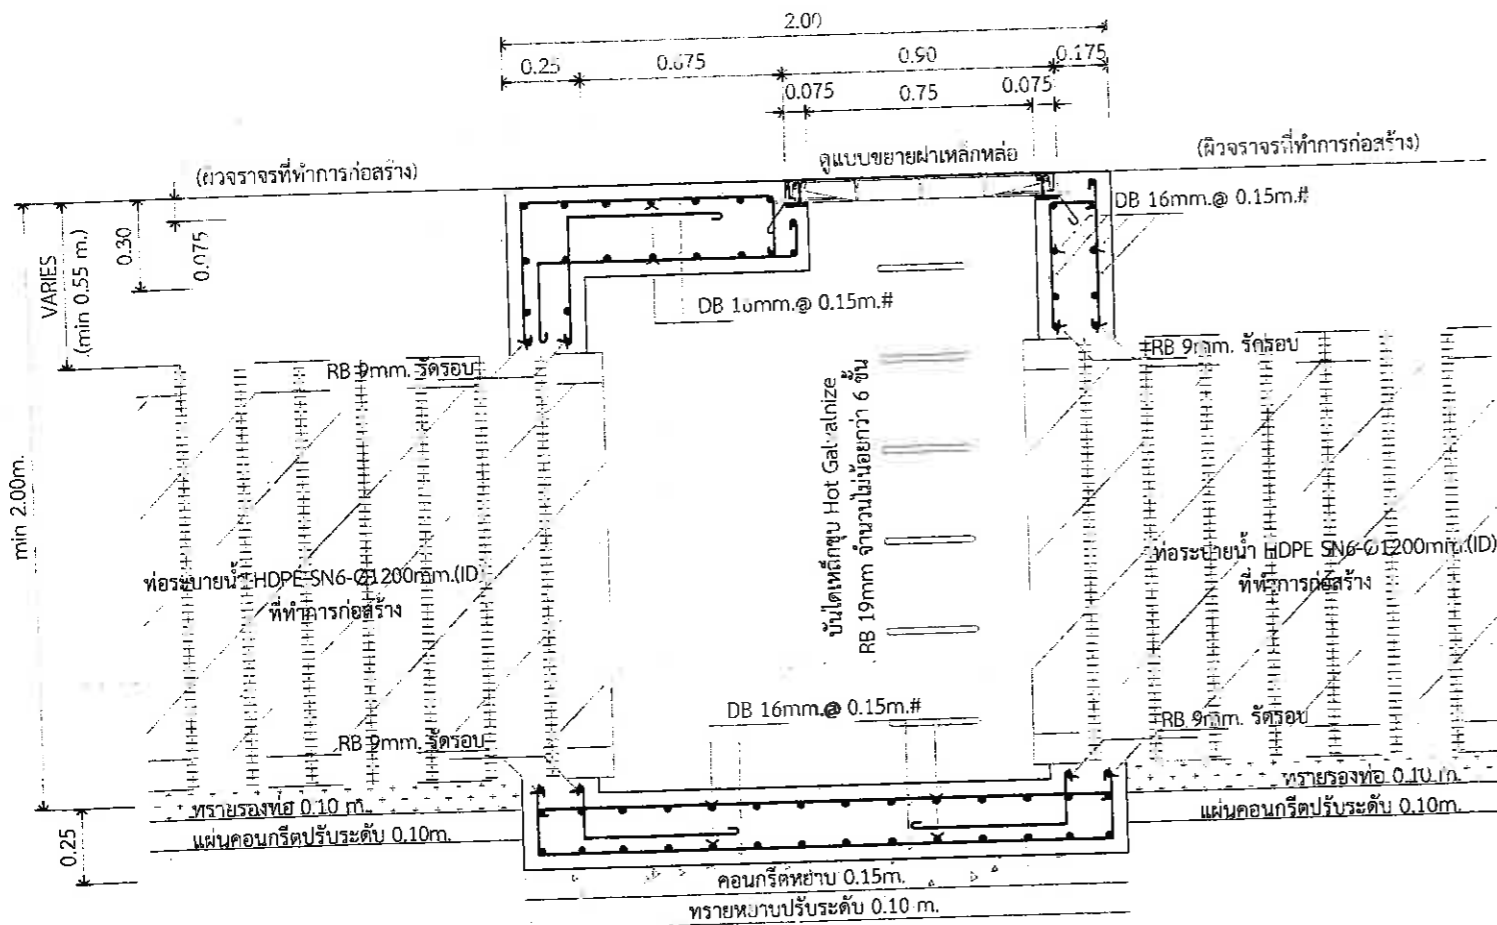 2.00
0.25
0.675
0.90
0.175
0.075
0.75
0.075
ดูแบบขยายฝาเหล็กหล่อ
(ผิวจราจรที่ทำการก่อสร้าง)
(ผิวจราจรที่ทำการก่อสร้าง)
DB 16mm.@ 0.15m.#
VARIES
(min 0.55 m.)
0.30
0.075
DB 16mm.@ 0.15m.#
RB 9mm. รัดรอบ
RB 9mm. รัดรอบ
บันไดเหล็กชุบ Hot Galvalnize
RB 19mm จำนวนไม่น้อยกว่า 6 ขั้น
min 2.00m.
ท่อระบายน้ำ HDPE SN6-Ø1200mm.(ID)
ที่ทำการก่อสร้าง
ท่อระบายน้ำ HDPE SN6-Ø1200mm.(ID)
ที่ทำการก่อสร้าง
DB 16mm.@ 0.15m.#
RB 9mm. รัดรอบ
RB 9mm. รัดรอบ
ทรายรองท่อ 0.10 m.
ทรายรองท่อ 0.10 m.
แผ่นคอนกรีตปรับระดับ 0.10m.
แผ่นคอนกรีตปรับระดับ 0.10m.
0.25
คอนกรีตหยาบ 0.15m.
ทรายหยาบปรับระดับ 0.10 m.